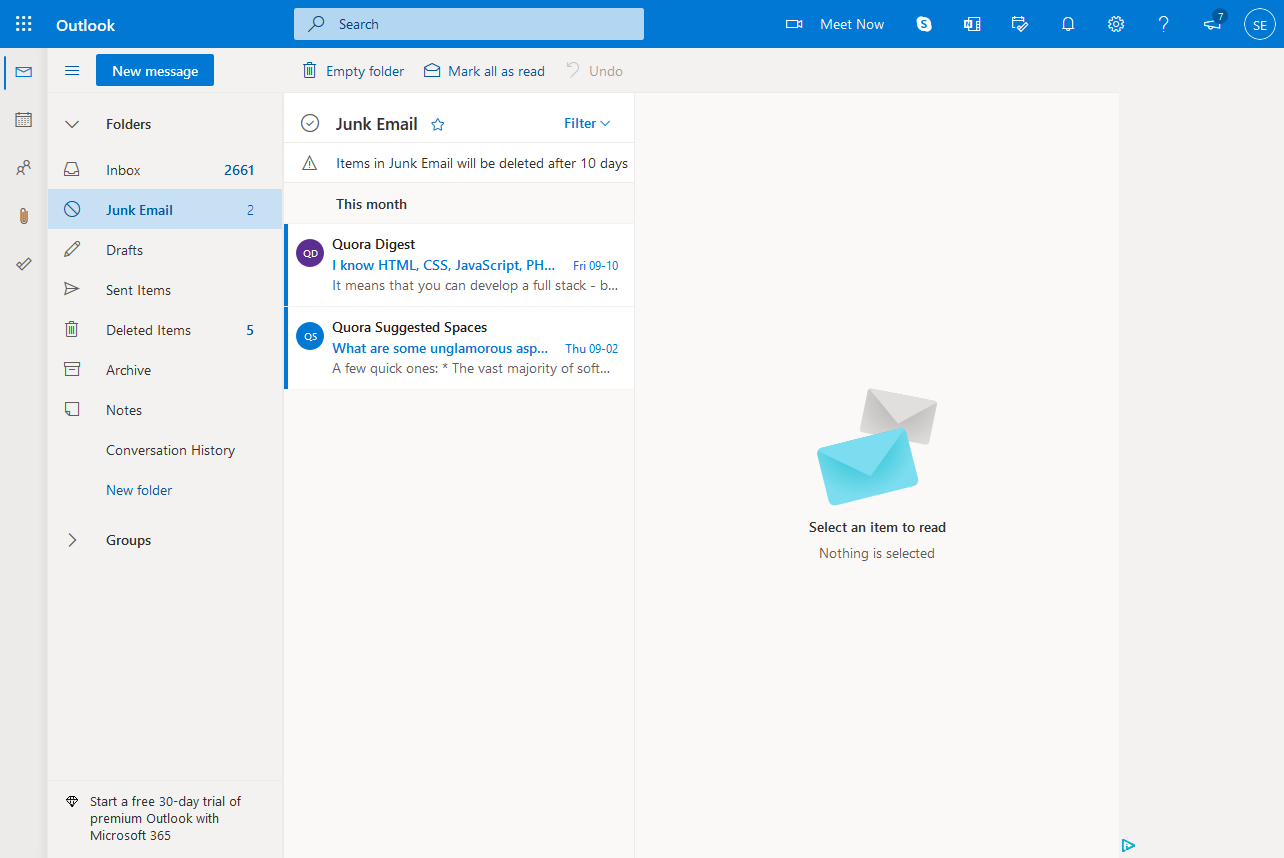 Outlook
Search
Meet Now
7
SE
New message
Empty folder
Mark all as read
Undo
Folders
Inbox 2661
Junk Email 2
Drafts
Sent Items
Deleted Items 5
Archive
Notes
Conversation History
New folder
Groups
Start a free 30-day trial of
premium Outlook with
Microsoft 365
Junk Email
Filter
Items in Junk Email will be deleted after 10 days
This month
QD
Quora Digest
I know HTML, CSS, JavaScript, PH... Fri 09-10
It means that you can develop a full stack - b...
QS
Quora Suggested Spaces
What are some unglamorous asp... Thu 09-02
A few quick ones: * The vast majority of soft...
Select an item to read
Nothing is selected